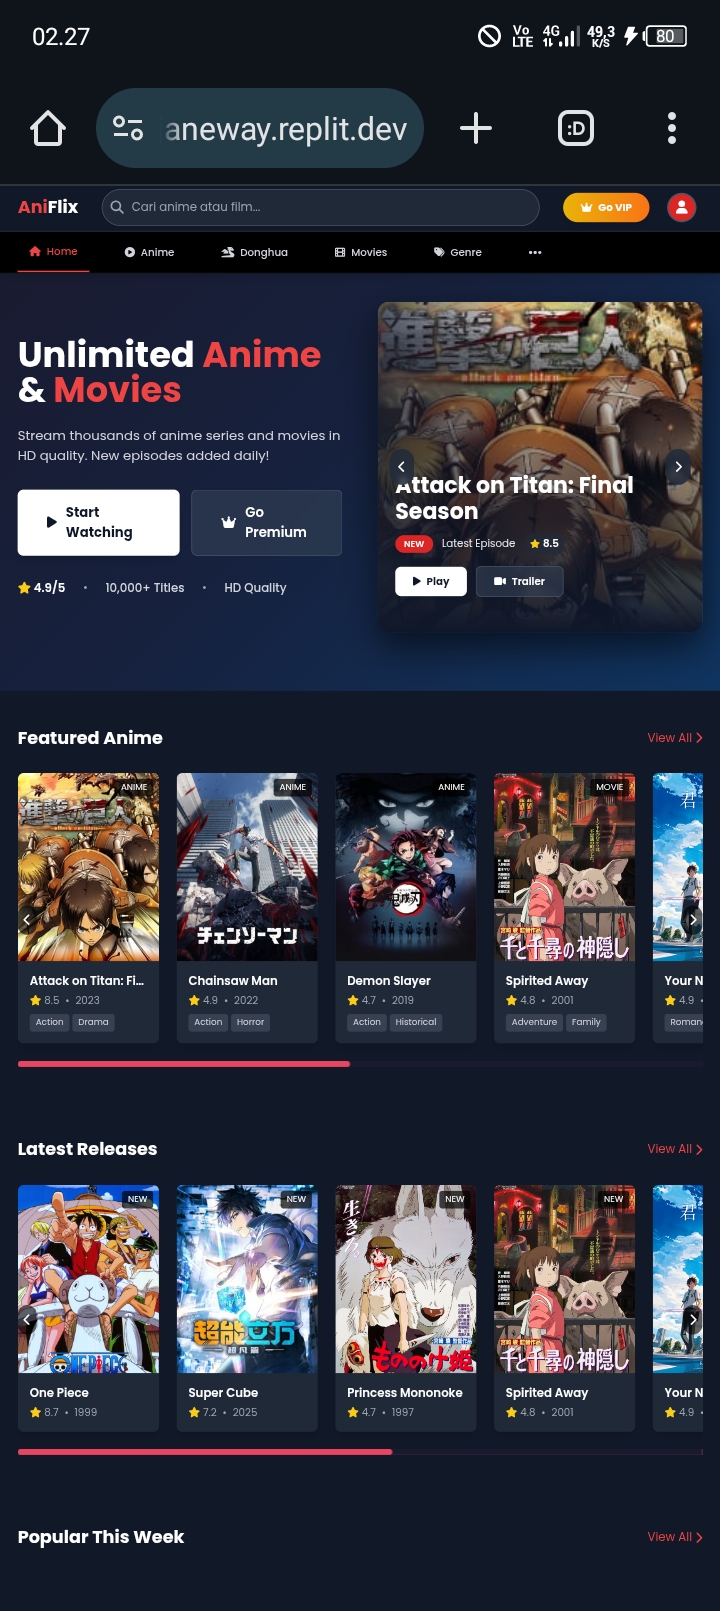 02.27
Vo LTE 4G 49,3 K/S 80
aneway.replit.dev
:D
AniFlix
Cari anime atau film...
Go VIP
Home
Anime
Donghua
Movies
Genre
Unlimited Anime
& Movies
Stream thousands of anime series and movies in
HD quality. New episodes added daily!
Start
Watching
Go
Premium
4.9/5 • 10,000+ Titles • HD Quality
進撃の巨人
attack on titan
Attack on Titan: Final
Season
NEW Latest Episode 8.5
Play
Trailer
Featured Anime
View All
ANIME
進撃の巨人
Attack on Titan: Fi...
8.5 • 2023
Action Drama
ANIME
チェンソーマン
Chainsaw Man
4.9 • 2022
Action Horror
ANIME
Demon Slayer
4.7 • 2019
Action Historical
MOVIE
千と千尋の神隠し
Spirited Away
4.8 • 2001
Adventure Family
君
Your N
4.9 •
Roman
Latest Releases
View All
NEW
ONE PIECE
One Piece
8.7 • 1999
NEW
超能立方
超凡篇
Super Cube
7.2 • 2025
NEW
生きろ。
もののけ姫
Princess Mononoke
4.7 • 1997
NEW
千と千尋の神隠し
Spirited Away
4.8 • 2001
君
Your N
4.9 •
Popular This Week
View All